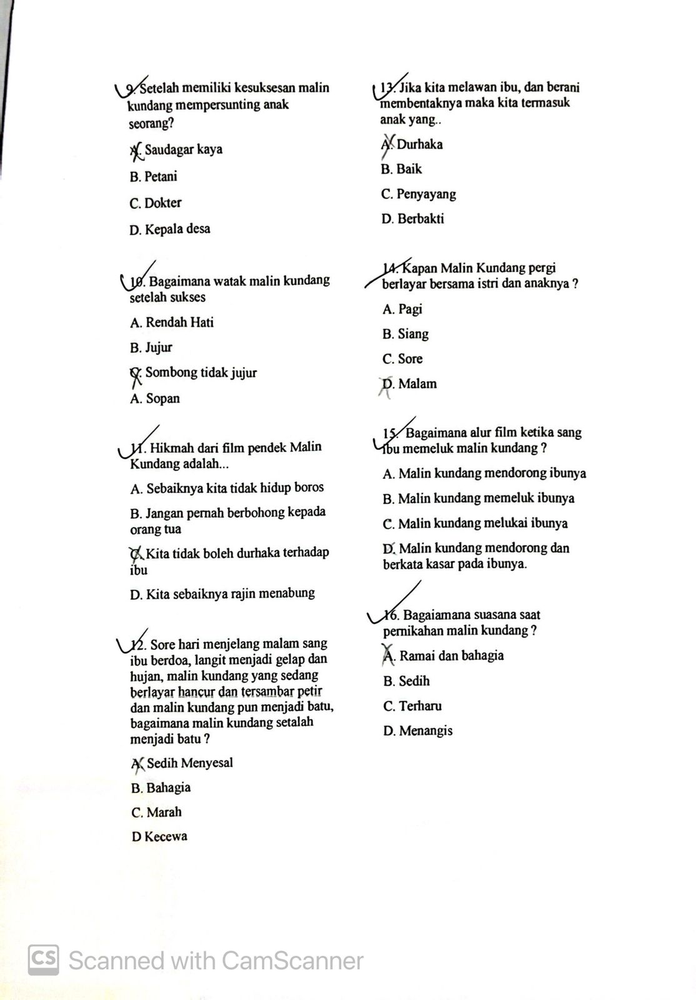 9. Setelah memiliki kesuksesan malin
kundang mempersunting anak
seorang?
A. Saudagar kaya
B. Petani
C. Dokter
D. Kepala desa
10. Bagaimana watak malin kundang
setelah sukses
A. Rendah Hati
B. Jujur
C. Sombong tidak jujur
A. Sopan
11. Hikmah dari film pendek Malin
Kundang adalah...
A. Sebaiknya kita tidak hidup boros
B. Jangan pernah berbohong kepada
orang tua
C. Kita tidak boleh durhaka terhadap
ibu
D. Kita sebaiknya rajin menabung
12. Sore hari menjelang malam sang
ibu berdoa, langit menjadi gelap dan
hujan, malin kundang yang sedang
berlayar hancur dan tersambar petir
dan malin kundang pun menjadi batu,
bagaimana malin kundang setalah
menjadi batu ?
A. Sedih Menyesal
B. Bahagia
C. Marah
D Kecewa
13. Jika kita melawan ibu, dan berani
membentaknya maka kita termasuk
anak yang..
A. Durhaka
B. Baik
C. Penyayang
D. Berbakti
14. Kapan Malin Kundang pergi
berlayar bersama istri dan anaknya ?
A. Pagi
B. Siang
C. Sore
D. Malam
15. Bagaimana alur film ketika sang
ibu memeluk malin kundang ?
A. Malin kundang mendorong ibunya
B. Malin kundang memeluk ibunya
C. Malin kundang melukai ibunya
D. Malin kundang mendorong dan
berkata kasar pada ibunya.
16. Bagaiamana suasana saat
pernikahan malin kundang ?
A. Ramai dan bahagia
B. Sedih
C. Terharu
D. Menangis
CS Scanned with CamScanner